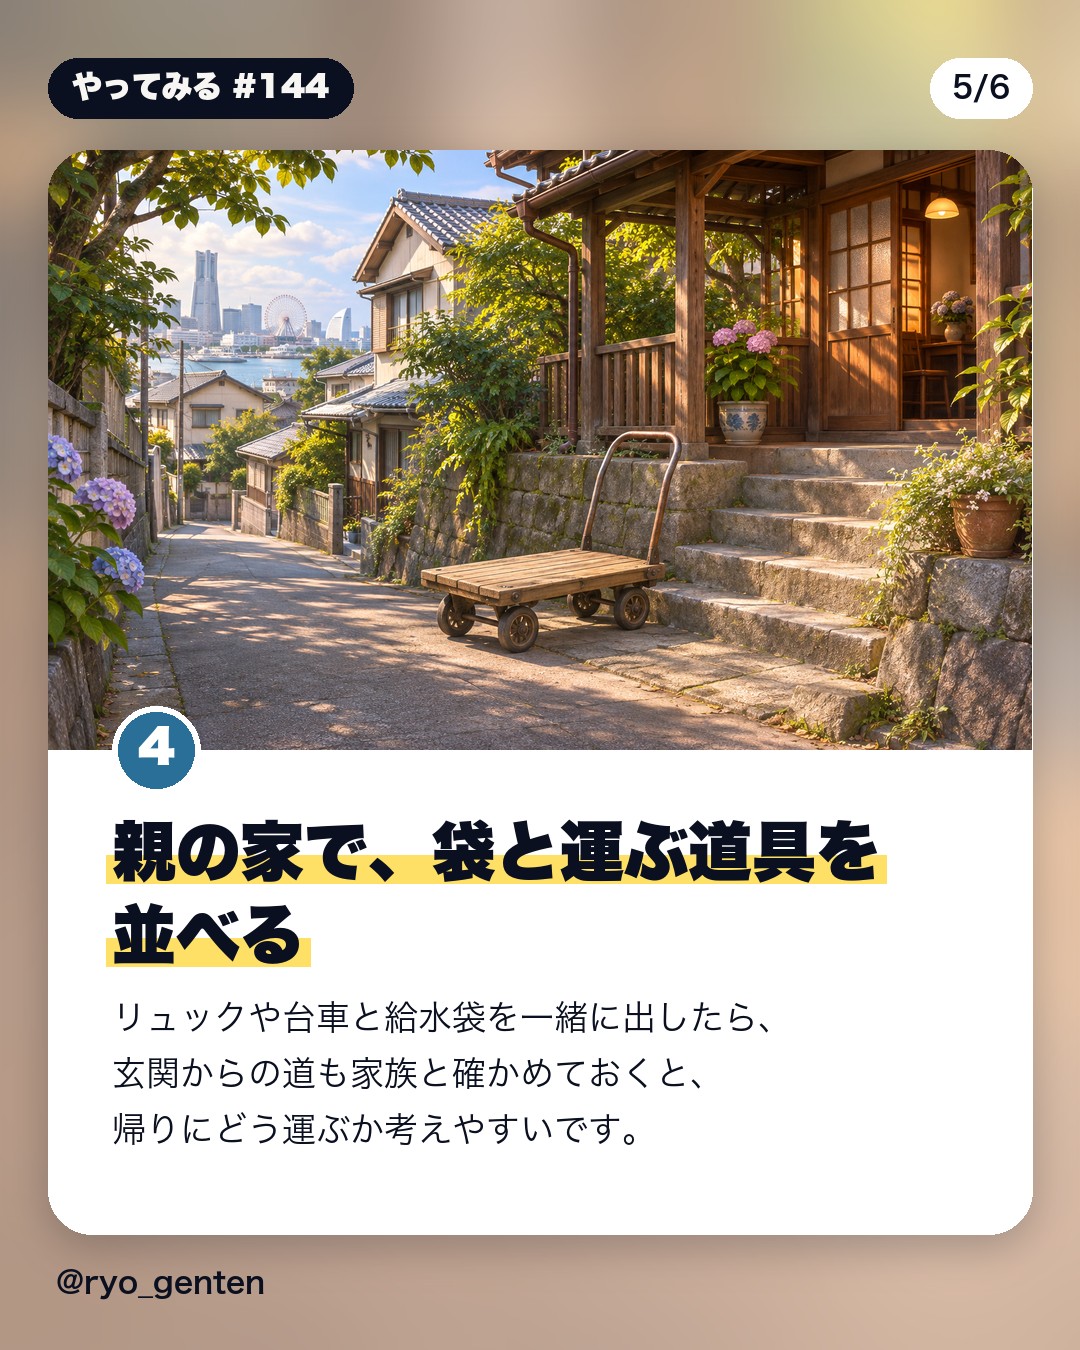 やってみる #144
5/6
4
親の家で、袋と運ぶ道具を
並べる
リュックや台車と給水袋を一緒に出したら、
玄関からの道も家族と確かめておくと、
帰りにどう運ぶか考えやすいです。
@ryo_genten